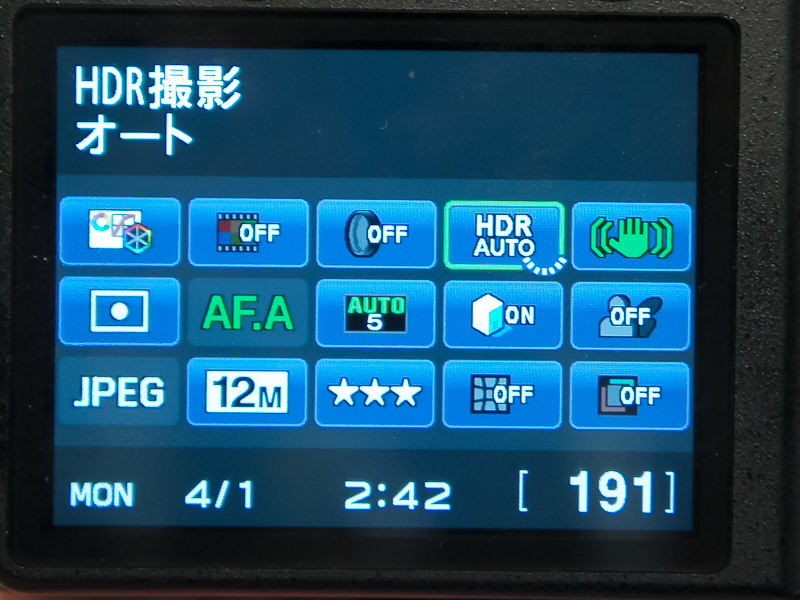 HDR撮影
オート
OFF OFF HDR AUTO
AF.A AUTO 5 ON OFF
JPEG 12M ★★★ OFF OFF
MON 4/1 2:42 [ 191]